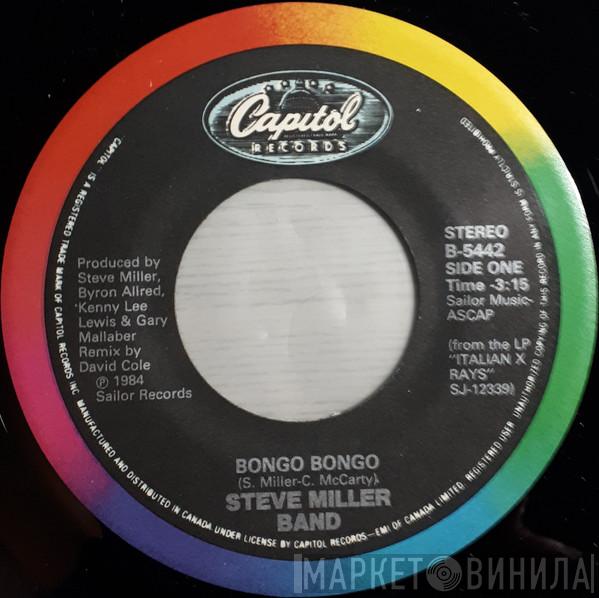 Capitol
RECORDS
STEREO
B-5442
SIDE ONE
Time -3:15
Sailor Music-
ASCAP
(from the LP
"ITALIAN X
RAYS"
SJ-12339)
Produced by
Steve Miller,
Byron Allred,
Kenny Lee
Lewis & Gary
Mallaber
Remix by
David Cole
℗ 1984
Sailor Records
BONGO BONGO
(S. Miller-C. McCarty)
STEVE MILLER
BAND
CAPITOL IS A REGISTERED TRADE MARK OF CAPITOL RECORDS INC. MANUFACTURED AND DISTRIBUTED IN CANADA UNDER LICENSE BY CAPITOL RECORDS-EMI OF CANADA LIMITED, REGISTERED USER. UNAUTHORIZED COPYING OF THIS RECORD IN ANY FORM IS STRICTLY PROHIBITED
МАРКЕТ ВИНИЛА